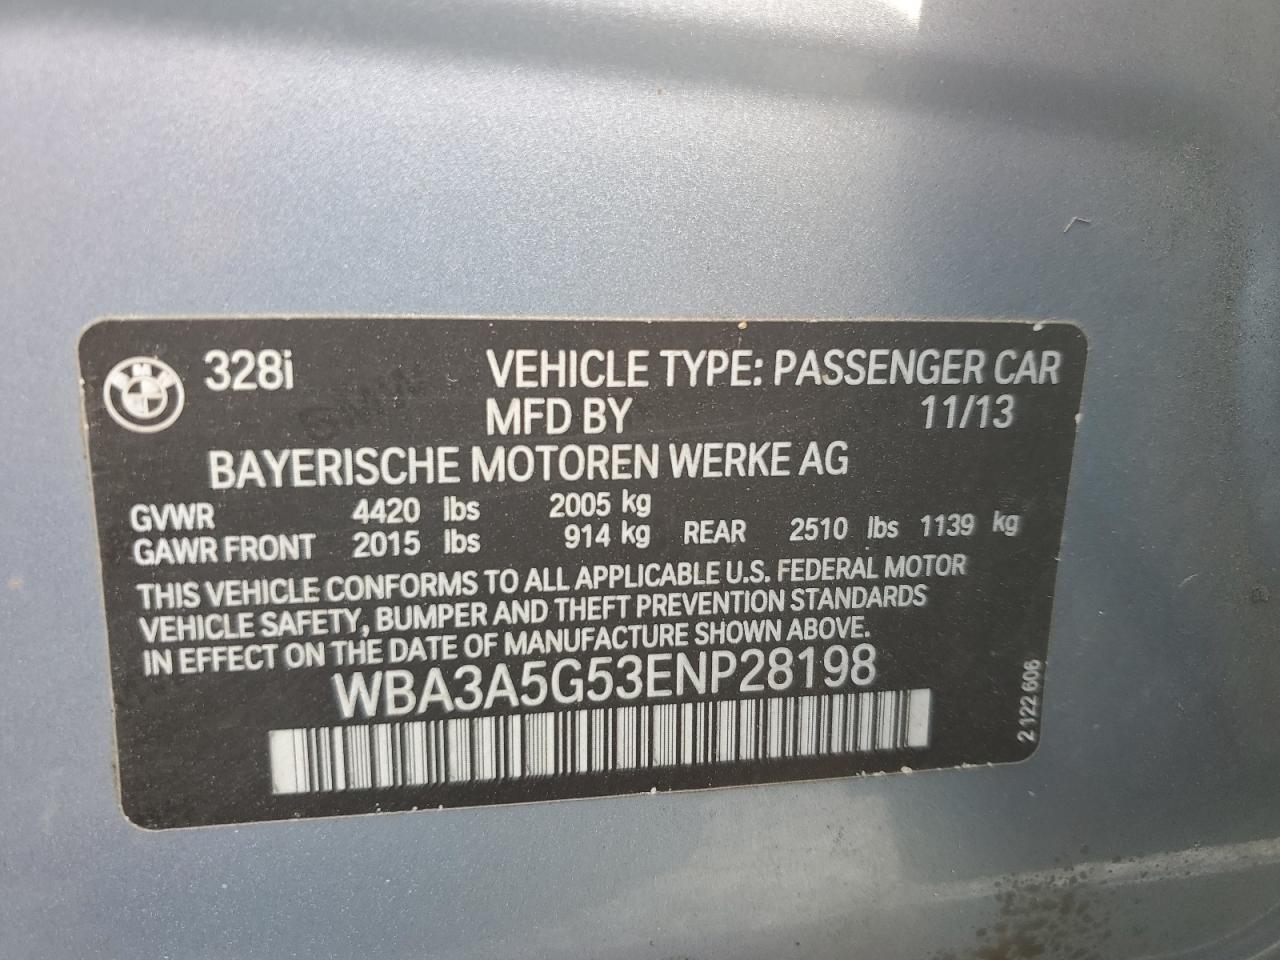 BMW 328i VEHICLE TYPE: PASSENGER CAR
MFD BY 11/13
BAYERISCHE MOTOREN WERKE AG
GVWR 4420 lbs 2005 kg
GAWR FRONT 2015 lbs 914 kg REAR 2510 lbs 1139 kg
THIS VEHICLE CONFORMS TO ALL APPLICABLE U.S. FEDERAL MOTOR
VEHICLE SAFETY, BUMPER AND THEFT PREVENTION STANDARDS
IN EFFECT ON THE DATE OF MANUFACTURE SHOWN ABOVE.
WBA3A5G53ENP28198
2 122 606